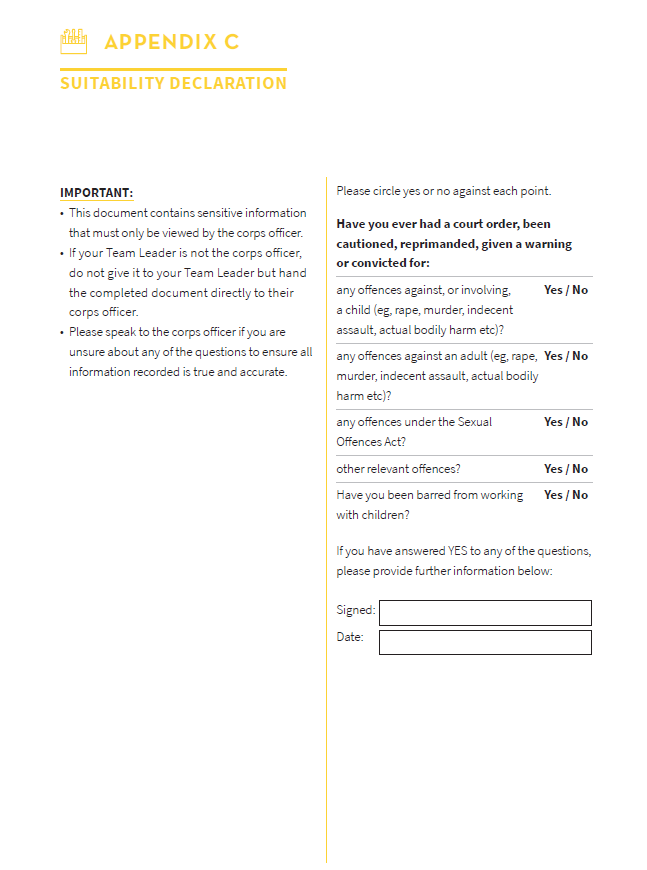 APPENDIX C
SUITABILITY DECLARATION
IMPORTANT:
• This document contains sensitive information
that must only be viewed by the corps officer.
• If your Team Leader is not the corps officer,
do not give it to your Team Leader but hand
the completed document directly to their
corps officer.
• Please speak to the corps officer if you are
unsure about any of the questions to ensure all
information recorded is true and accurate.
Please circle yes or no against each point.
Have you ever had a court order, been
cautioned, reprimanded, given a warning
or convicted for:
any offences against, or involving, Yes / No
a child (eg, rape, murder, indecent
assault, actual bodily harm etc)?
any offences against an adult (eg, rape, Yes / No
murder, indecent assault, actual bodily
harm etc)?
any offences under the Sexual Yes / No
Offences Act?
other relevant offences? Yes / No
Have you been barred from working Yes / No
with children?
If you have answered YES to any of the questions,
please provide further information below:
Signed:
Date: